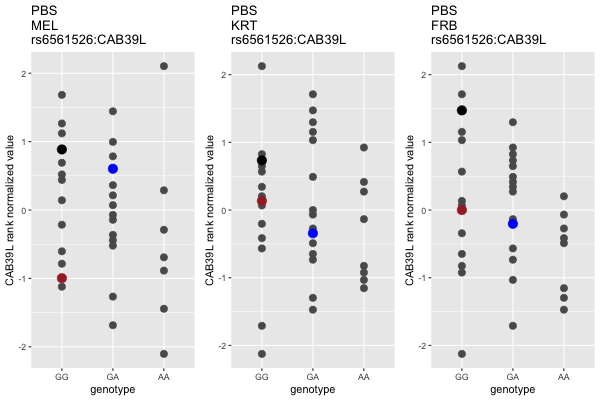 PBS
MEL
rs6561526:CAB39L
CAB39L rank normalized value
2
1
0
-1
-2
GG
GA
AA
genotype
PBS
KRT
rs6561526:CAB39L
CAB39L rank normalized value
2
1
0
-1
-2
GG
GA
AA
genotype
PBS
FRB
rs6561526:CAB39L
CAB39L rank normalized value
2
1
0
-1
-2
GG
GA
AA
genotype